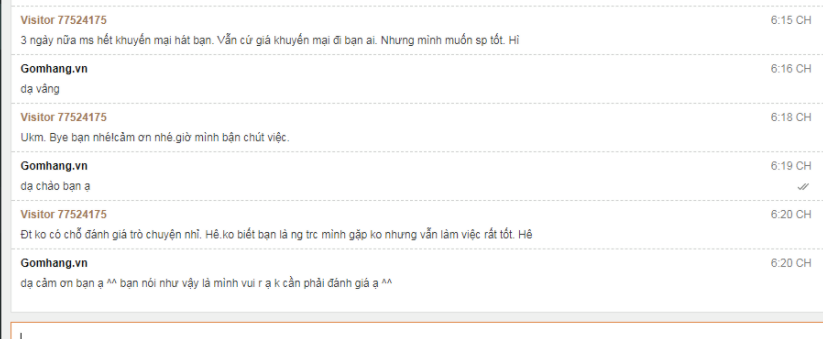 Visitor 77524175 6:15 CH
3 ngày nữa ms hết khuyến mại hát bạn. Vẫn cứ giá khuyến mại đi bạn ai. Nhưng mình muốn sp tốt. Hỉ
Gomhang.vn 6:16 CH
dạ vâng
Visitor 77524175 6:18 CH
Ukm. Bye bạn nhé!cảm ơn nhé.giờ mình bận chút việc.
Gomhang.vn 6:19 CH
dạ chào bạn ạ
Visitor 77524175 6:20 CH
Đt ko có chỗ đánh giá trò chuyện nhỉ. Hê.ko biết bạn là ng trc mình gặp ko nhưng vẫn làm việc rất tốt. Hê
Gomhang.vn 6:20 CH
dạ cảm ơn bạn ạ ^^ bạn nói như vậy là mình vui r ạ k cần phải đánh giá ạ ^^